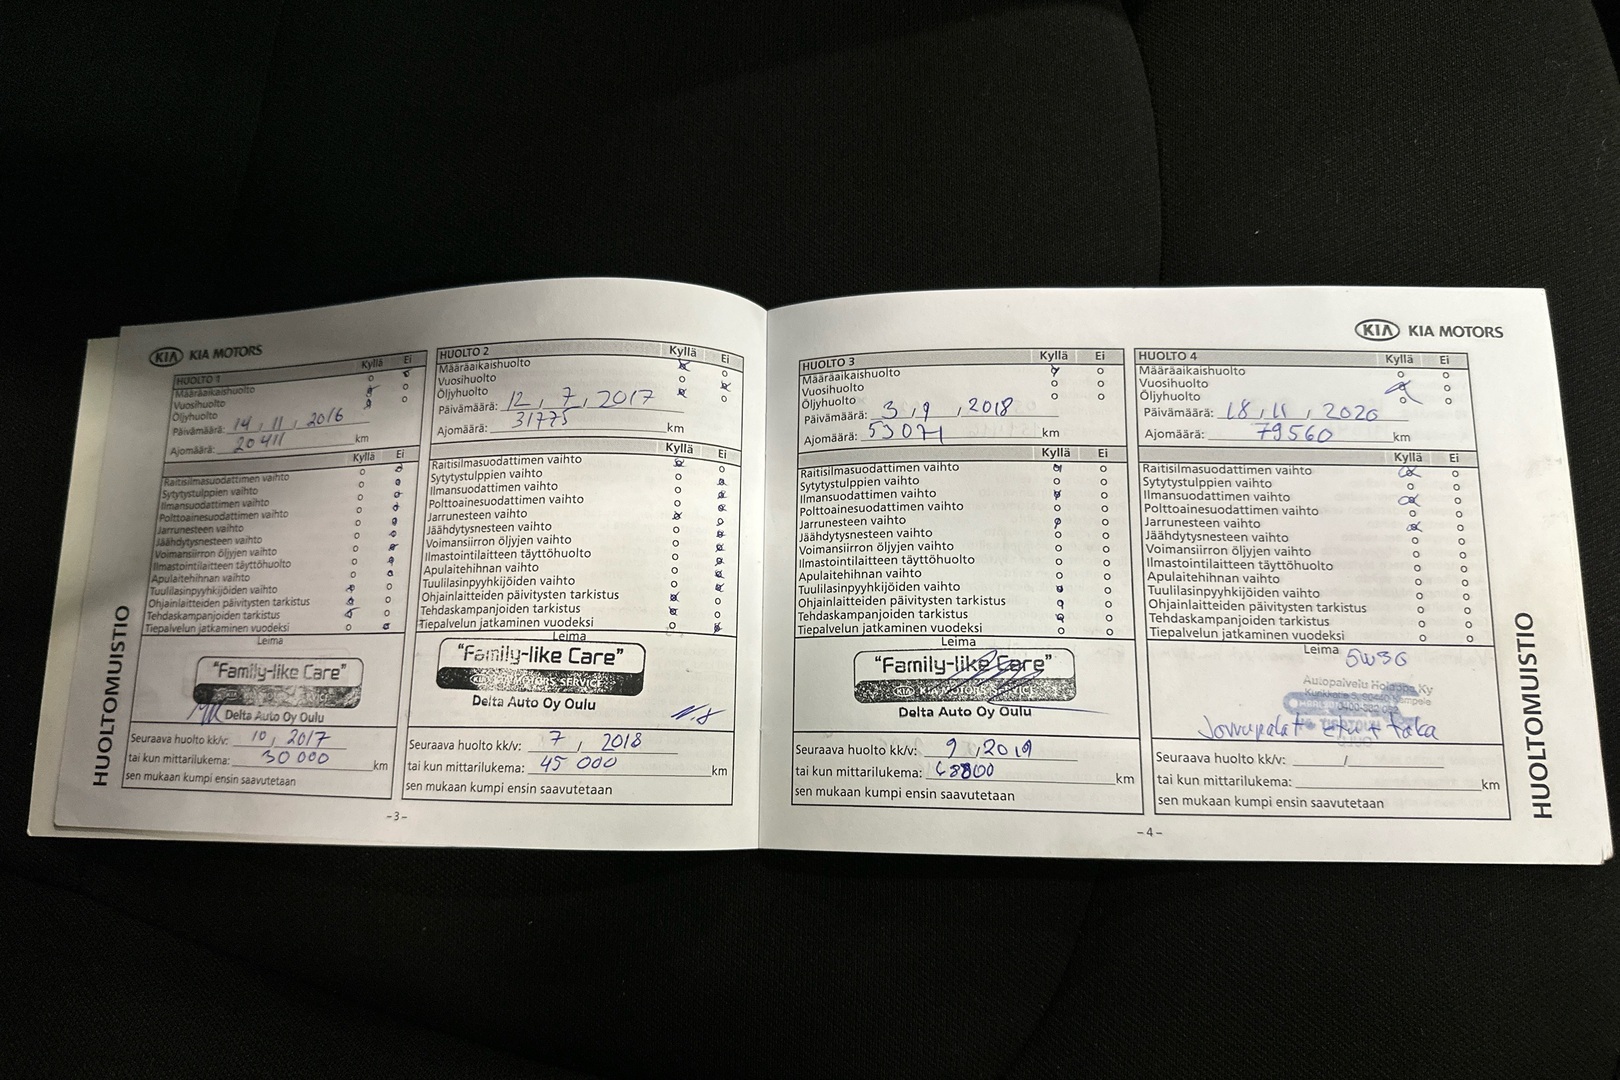 KIA KIA MOTORS
HUOLTOMUISTIO
HUOLTO 1 Kyllä Ei
Määräaikaishuolto
Vuosihuolto
Öljyhuolto
Päivämäärä: 14, 11, 2016
Ajomäärä: 20411 km
Kyllä Ei
Raitisilmasuodattimen vaihto
Sytytystulppien vaihto
Ilmansuodattimen vaihto
Polttoainesuodattimen vaihto
Jarrunesteen vaihto
Jäähdytysnesteen vaihto
Voimansiirron öljyjen vaihto
Ilmastointilaitteen täyttöhuolto
Apulaitehihnan vaihto
Tuulilasinpyyhkijöiden vaihto
Ohjainlaitteiden päivitysten tarkistus
Tehdaskampanjoiden tarkistus
Tiepalvelun jatkaminen vuodeksi
Leima
"Family-like Care"
KIA MOTORS SERVICE
Delta Auto Oy Oulu
Seuraava huolto kk/v: 10, 2017
tai kun mittarilukema: 30 000 km
sen mukaan kumpi ensin saavutetaan
HUOLTO 2 Kyllä Ei
Määräaikaishuolto
Vuosihuolto
Öljyhuolto
Päivämäärä: 12, 7, 2017
Ajomäärä: 31775 km
Kyllä Ei
Raitisilmasuodattimen vaihto
Sytytystulppien vaihto
Ilmansuodattimen vaihto
Polttoainesuodattimen vaihto
Jarrunesteen vaihto
Jäähdytysnesteen vaihto
Voimansiirron öljyjen vaihto
Ilmastointilaitteen täyttöhuolto
Apulaitehihnan vaihto
Tuulilasinpyyhkijöiden vaihto
Ohjainlaitteiden päivitysten tarkistus
Tehdaskampanjoiden tarkistus
Tiepalvelun jatkaminen vuodeksi
Leima
"Family-like Care"
KIA MOTORS SERVICE
Delta Auto Oy Oulu
Seuraava huolto kk/v: 7, 2018
tai kun mittarilukema: 45 000 km
sen mukaan kumpi ensin saavutetaan
-3-
KIA KIA MOTORS
HUOLTO 3 Kyllä Ei
Määräaikaishuolto
Vuosihuolto
Öljyhuolto
Päivämäärä: 3, 9, 2018
Ajomäärä: 53071 km
Kyllä Ei
Raitisilmasuodattimen vaihto
Sytytystulppien vaihto
Ilmansuodattimen vaihto
Polttoainesuodattimen vaihto
Jarrunesteen vaihto
Jäähdytysnesteen vaihto
Voimansiirron öljyjen vaihto
Ilmastointilaitteen täyttöhuolto
Apulaitehihnan vaihto
Tuulilasinpyyhkijöiden vaihto
Ohjainlaitteiden päivitysten tarkistus
Tehdaskampanjoiden tarkistus
Tiepalvelun jatkaminen vuodeksi
Leima
"Family-like Care"
KIA MOTORS SERVICE
Delta Auto Oy Oulu
Seuraava huolto kk/v: 9, 2019
tai kun mittarilukema: km
sen mukaan kumpi ensin saavutetaan
HUOLTO 4 Kyllä Ei
Määräaikaishuolto
Vuosihuolto
Öljyhuolto
Päivämäärä: 18, 11, 2020
Ajomäärä: 79560 km
Kyllä Ei
Raitisilmasuodattimen vaihto
Sytytystulppien vaihto
Ilmansuodattimen vaihto
Polttoainesuodattimen vaihto
Jarrunesteen vaihto
Jäähdytysnesteen vaihto
Voimansiirron öljyjen vaihto
Ilmastointilaitteen täyttöhuolto
Apulaitehihnan vaihto
Tuulilasinpyyhkijöiden vaihto
Ohjainlaitteiden päivitysten tarkistus
Tehdaskampanjoiden tarkistus
Tiepalvelun jatkaminen vuodeksi
Leima 5W30
Autopalvelu Ky
Jarrupalat etu + taka
Seuraava huolto kk/v: /
tai kun mittarilukema: km
sen mukaan kumpi ensin saavutetaan
-4-
HUOLTOMUISTIO